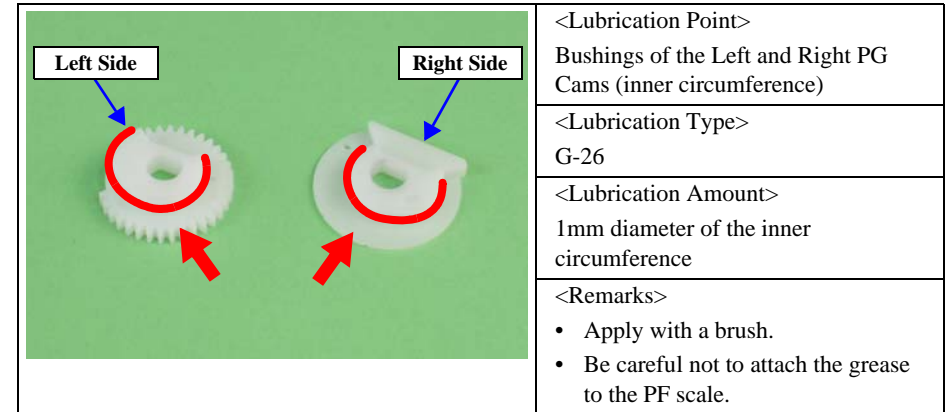 Left Side
Right Side
<Lubrication Point>
Bushings of the Left and Right PG
Cams (inner circumference)
<Lubrication Type>
G-26
<Lubrication Amount>
1mm diameter of the inner
circumference
<Remarks>
• Apply with a brush.
• Be careful not to attach the grease
to the PF scale.